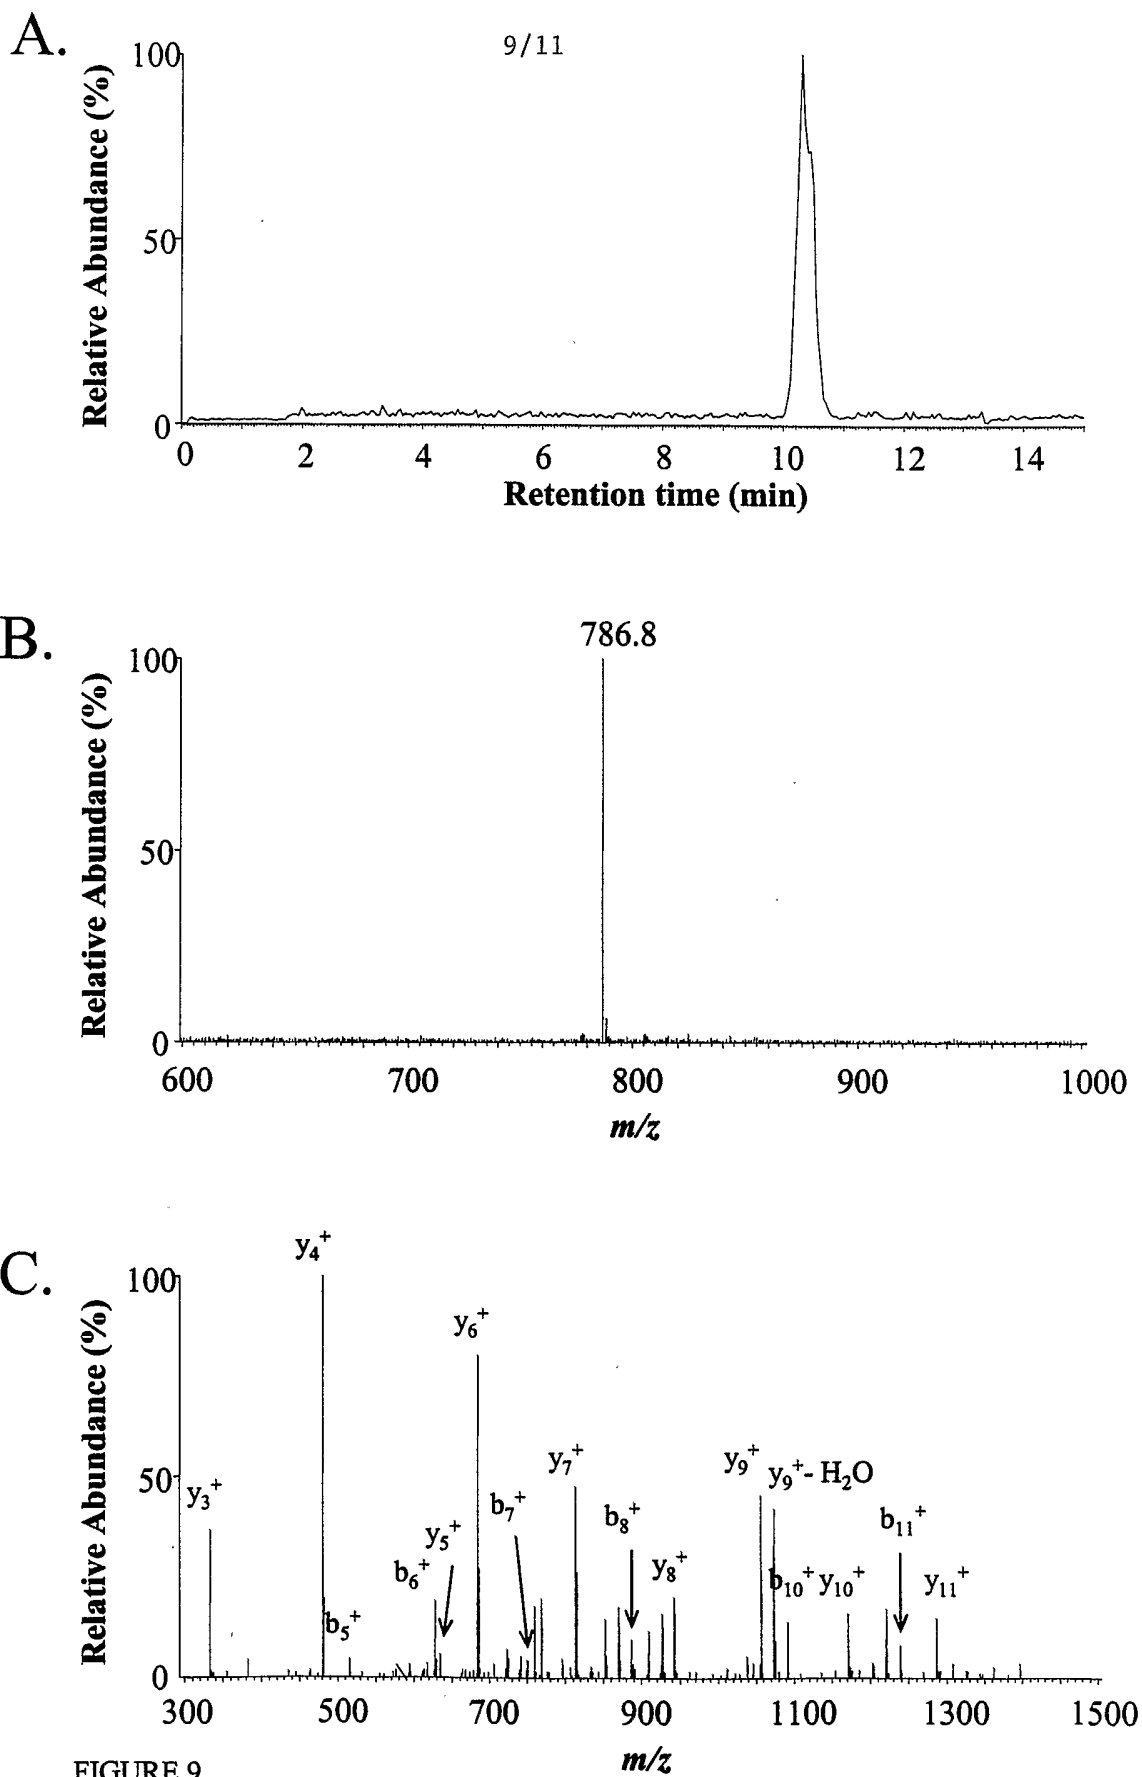 A.
9/11
Relative Abundance (%)
100
50
0
0 2 4 6 8 10 12 14
Retention time (min)
B.
786.8
Relative Abundance (%)
100
50
0
600 700 800 900 1000
m/z
C.
Relative Abundance (%)
100
50
0
y4+
y6+
y3+
y7+
y9+
y9+- H2O
b7+
b8+
b11+
y5+
b6+
y8+
b10+ y10+
y11+
b5+
300 500 700 900 1100 1300 1500
m/z
FIGURE 9